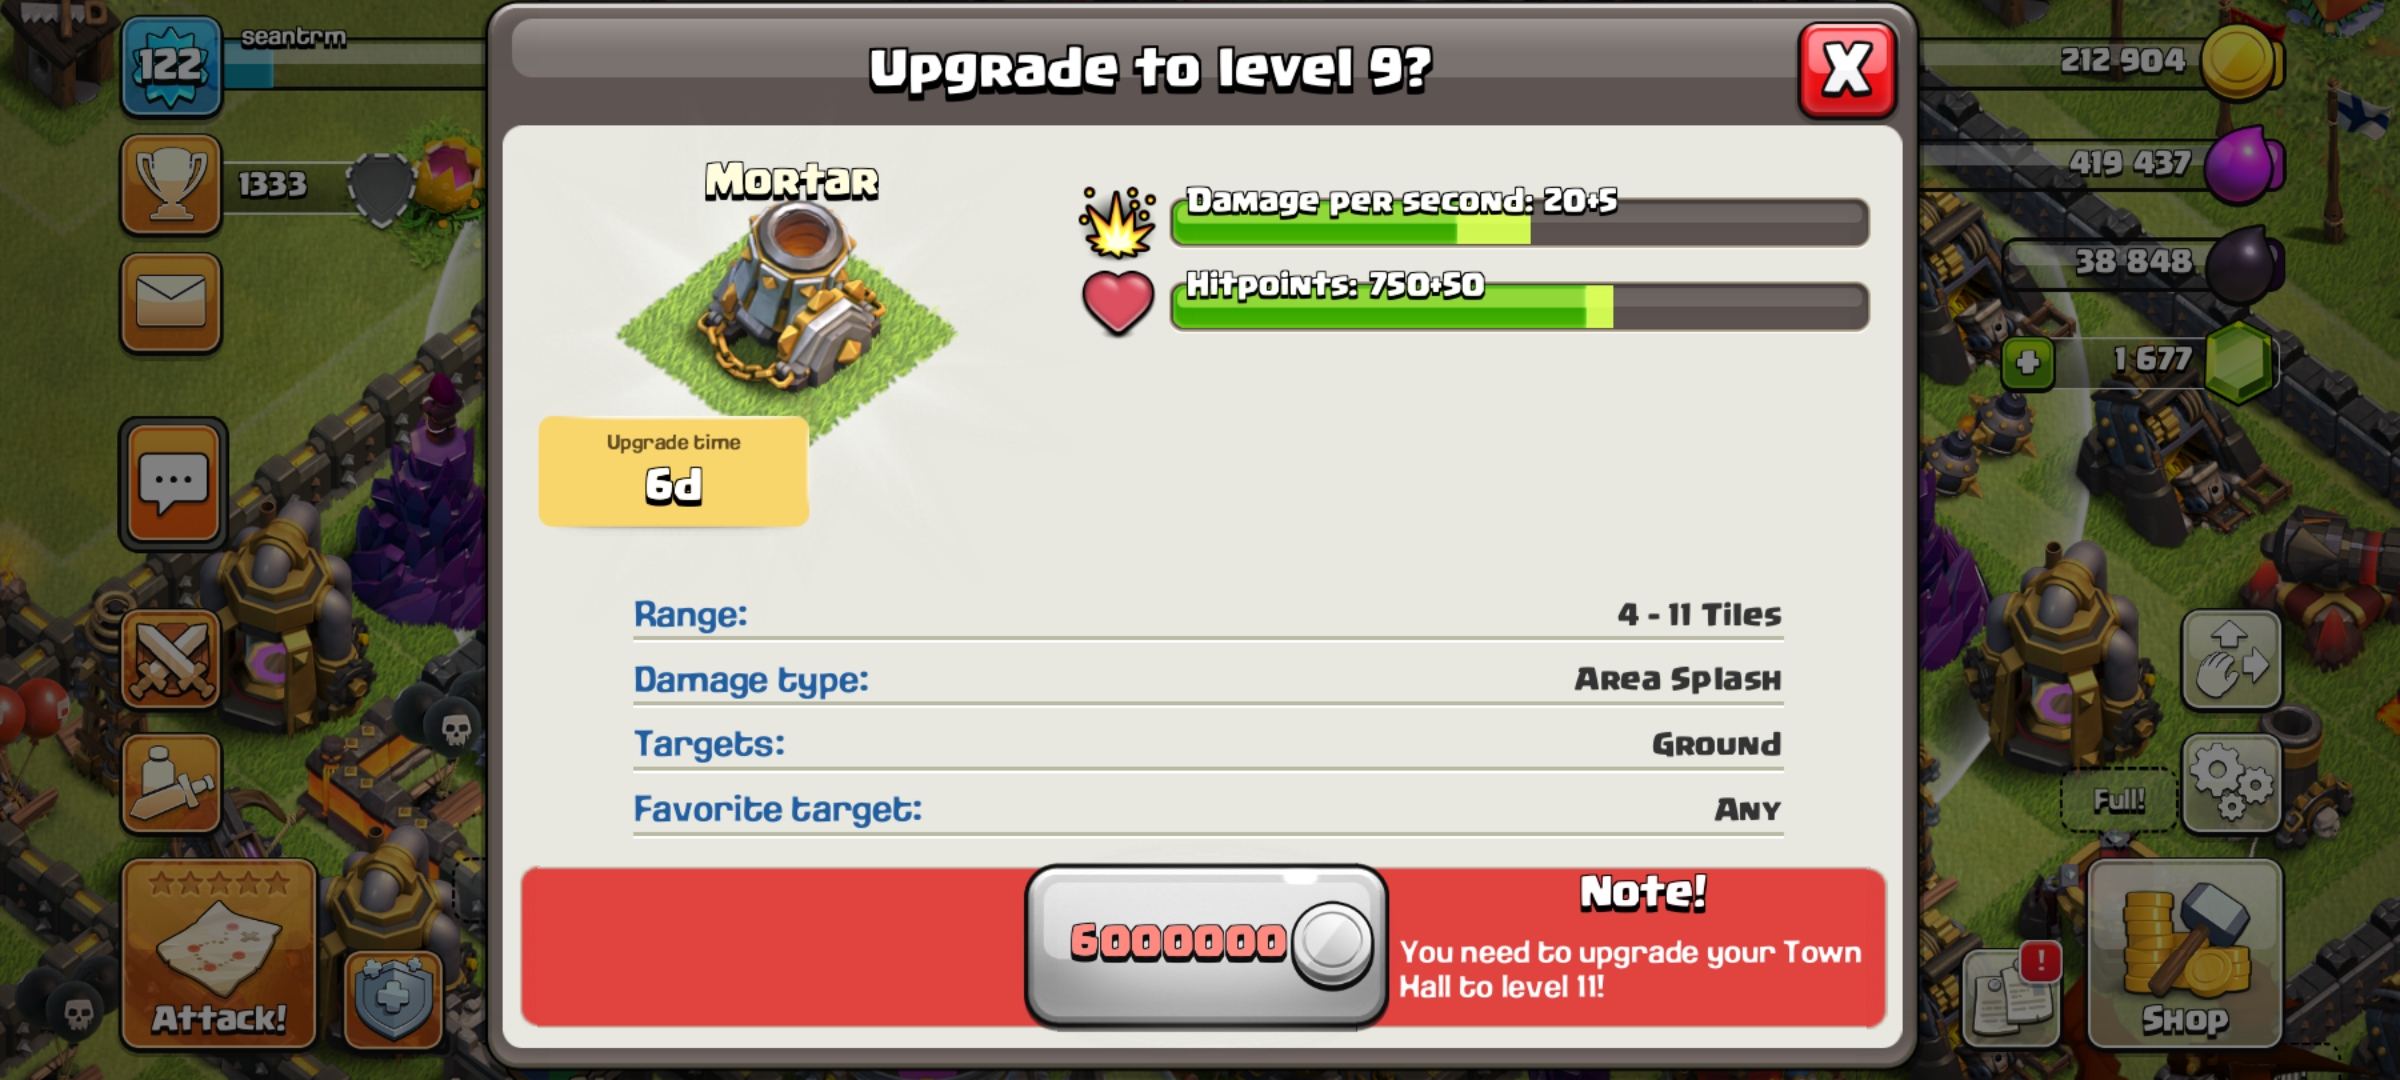 Upgrade to level 9?
X
122
seantrm
1333
212 904
419 437
38 848
1 677
Mortar
Damage per second: 20+5
Hitpoints: 750+50
Upgrade time
6d
Range: 4 - 11 Tiles
Damage type: Area Splash
Targets: Ground
Favorite target: Any
6000000
Note!
You need to upgrade your Town
Hall to level 11!
Full!
!
Attack!
Shop